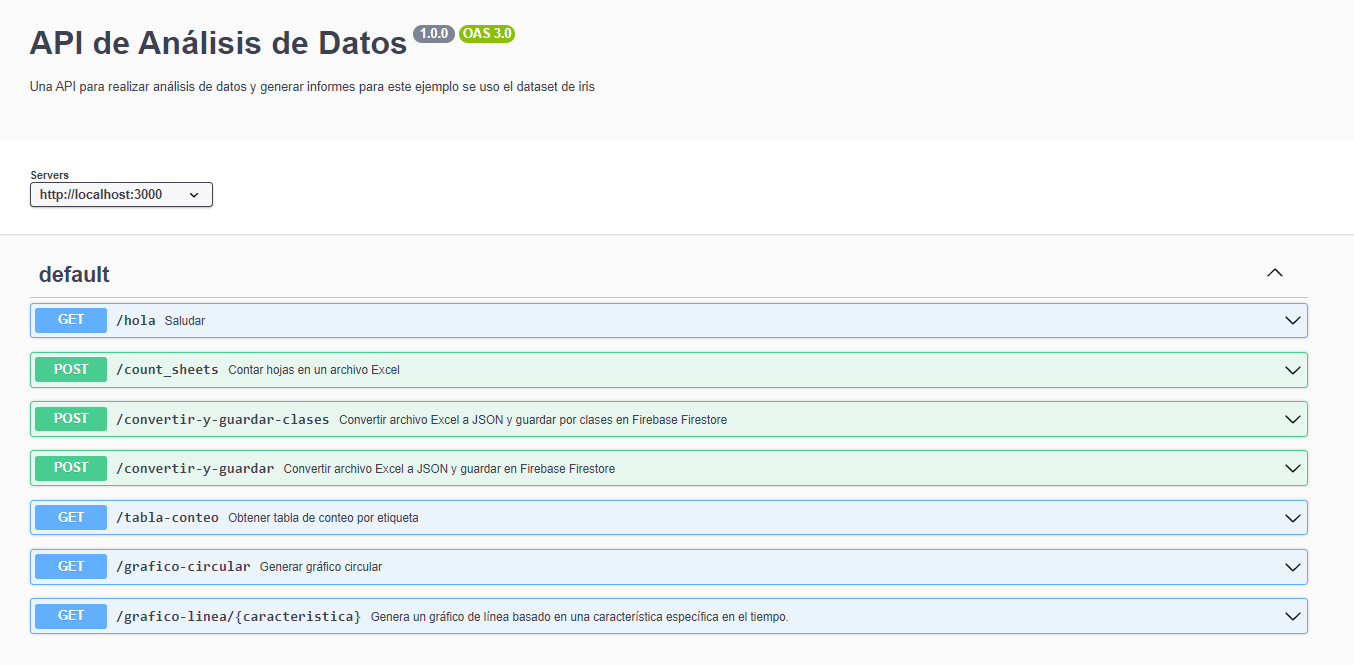 API de Análisis de Datos 1.0.0 OAS 3.0
Una API para realizar análisis de datos y generar informes para este ejemplo se uso el dataset de iris
Servers
http://localhost:3000
default
GET /hola Saludar
POST /count_sheets Contar hojas en un archivo Excel
POST /convertir-y-guardar-clases Convertir archivo Excel a JSON y guardar por clases en Firebase Firestore
POST /convertir-y-guardar Convertir archivo Excel a JSON y guardar en Firebase Firestore
GET /tabla-conteo Obtener tabla de conteo por etiqueta
GET /grafico-circular Generar gráfico circular
GET /grafico-linea/{caracteristica} Genera un gráfico de línea basado en una característica específica en el tiempo.